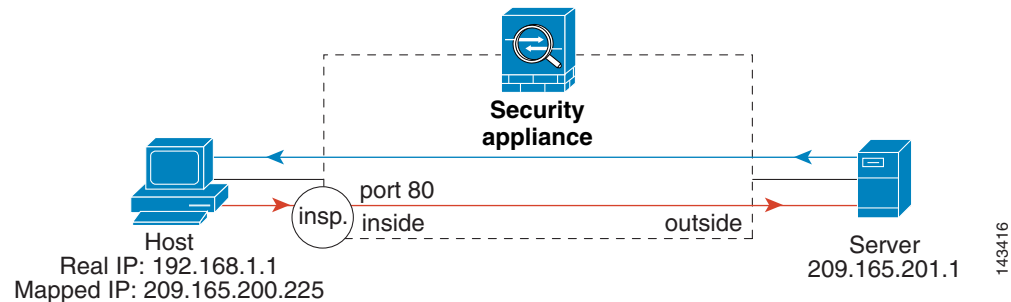 Security
appliance
port 80
insp.
inside
outside
Host
Real IP: 192.168.1.1
Mapped IP: 209.165.200.225
Server
209.165.201.1
143416